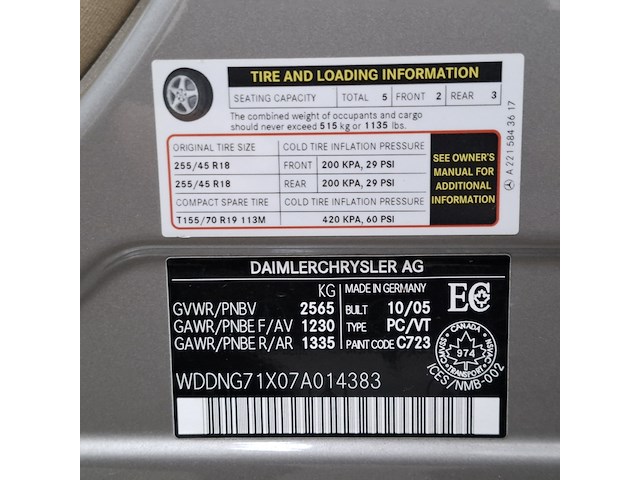 TIRE AND LOADING INFORMATION
SEATING CAPACITY TOTAL 5 FRONT 2 REAR 3
The combined weight of occupants and cargo
should never exceed 515 kg or 1135 lbs.
ORIGINAL TIRE SIZE COLD TIRE INFLATION PRESSURE
255/45 R18 FRONT 200 KPA, 29 PSI
255/45 R18 REAR 200 KPA, 29 PSI
COMPACT SPARE TIRE COLD TIRE INFLATION PRESSURE
T155/70 R19 113M 420 KPA, 60 PSI
SEE OWNER'S
MANUAL FOR
ADDITIONAL
INFORMATION
A 221 584 36 17
DAIMLERCHRYSLER AG
KG MADE IN GERMANY
GVWR/PNBV 2565 BUILT 10/05
GAWR/PNBE F/AV 1230 TYPE PC/VT
GAWR/PNBE R/AR 1335 PAINT CODE C723
EC
CANADA
CMVSS 974 NSVAC
TRANSPORT
ICES/NMB-002
WDDNG71X07A014383